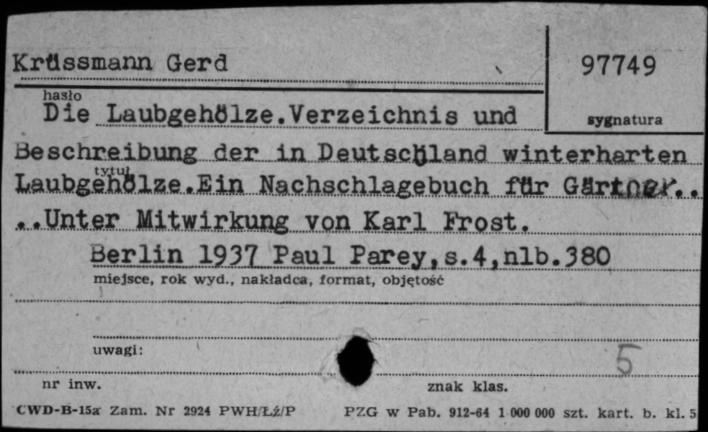 Krüssmann Gerd
97749
hasło
Die Laubgehölze.Verzeichnis und
sygnatura
Beschreibung der in Deutschland winterharten
tytuł
Laubgehölze.Ein Nachschlagebuch für Gärtner..
..Unter Mitwirkung von Karl Frost.
Berlin 1937 Paul Parey,s.4,nlb.380
miejsce, rok wyd., nakładca, format, objętość
uwagi:
5
nr inw.
znak klas.
CWD-B-15a Zam. Nr 2924 PWH/Łź/P PZG w Pab. 912-64 1 000 000 szt. kart. b. kl. 5